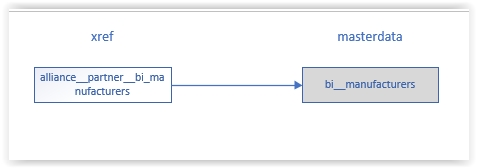 xref
masterdata
alliance__partner__bi_ma
nufacturers
bi__manufacturers